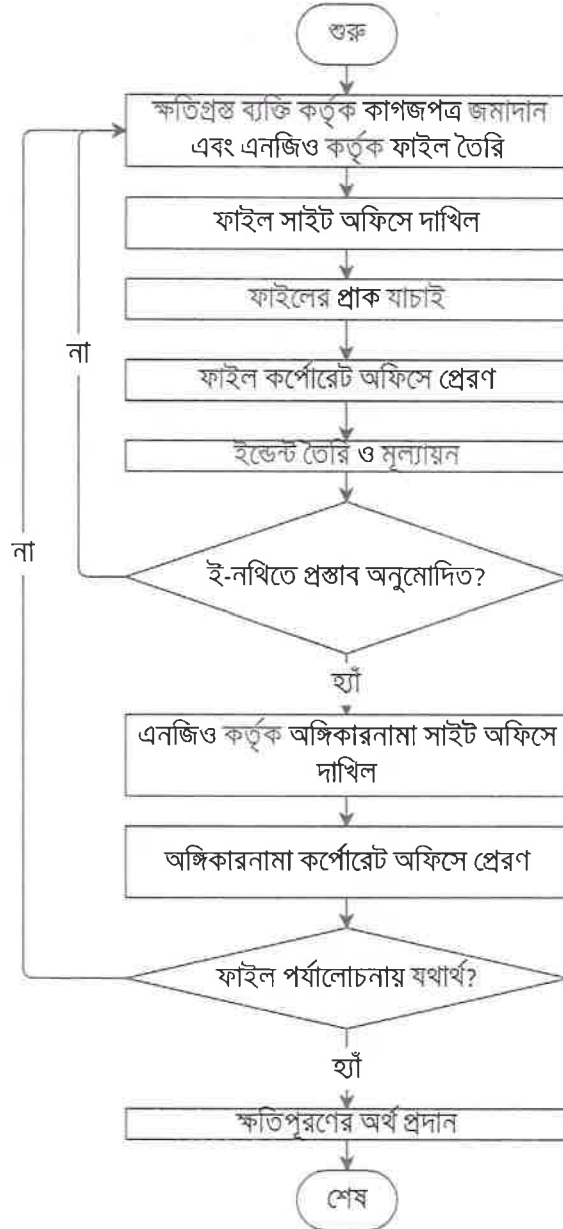 শুরু
ক্ষতিগ্রস্ত ব্যক্তি কর্তৃক কাগজপত্র জমাদান
এবং এনজিও কর্তৃক ফাইল তৈরি
ফাইল সাইট অফিসে দাখিল
ফাইলের প্রাক যাচাই
না
ফাইল কর্পোরেট অফিসে প্রেরণ
ইন্ডেন্ট তৈরি ও মূল্যায়ন
না
ই-নথিতে প্রস্তাব অনুমোদিত?
হ্যাঁ
এনজিও কর্তৃক অঙ্গিকারনামা সাইট অফিসে
দাখিল
অঙ্গিকারনামা কর্পোরেট অফিসে প্রেরণ
ফাইল পর্যালোচনায় যথার্থ?
হ্যাঁ
ক্ষতিপূরণের অর্থ প্রদান
শেষ